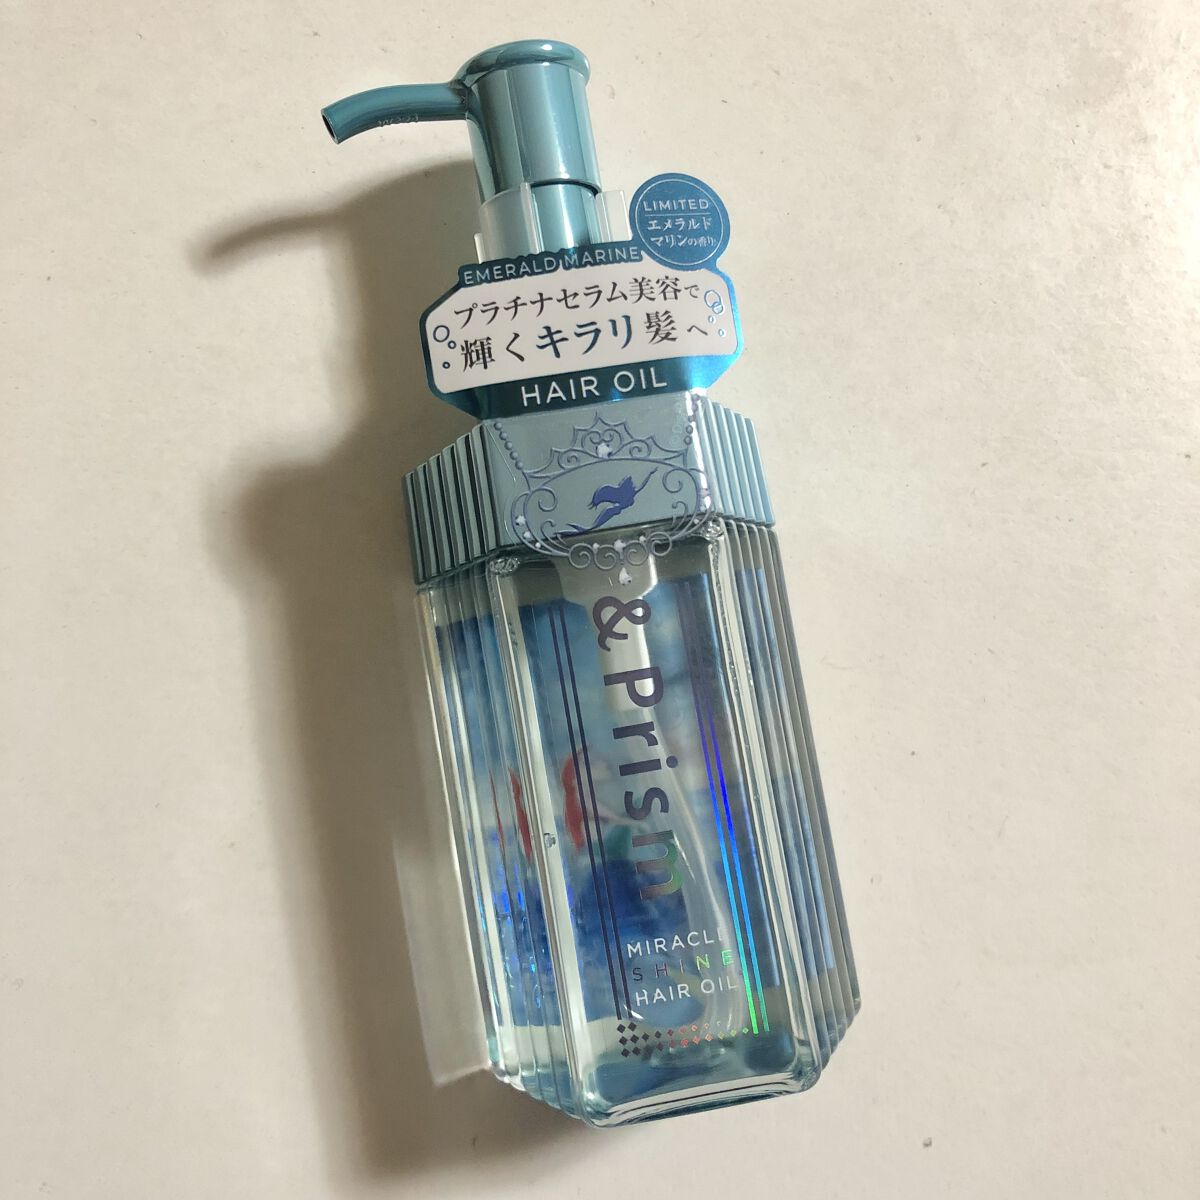 LIMITED
エメラルド
マリンの香り
EMERALD MARINE
プラチナセラム美容で
輝くキラリ髪へ
HAIR OIL
& Prism
MIRACLE
SHINE
HAIR OIL